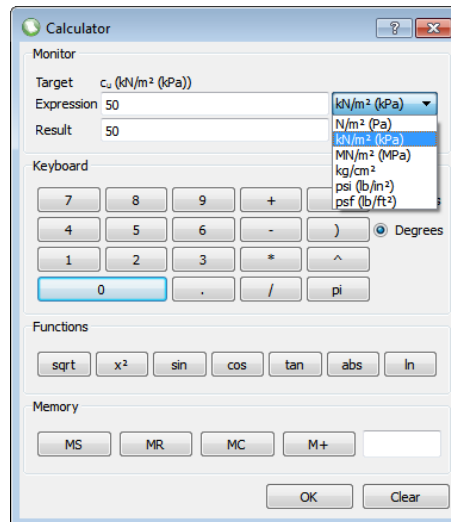 Calculator
?
Monitor
Target cᵤ (kN/m² (kPa))
Expression 50 kN/m² (kPa)
Result 50
N/m² (Pa)
kN/m² (kPa)
MN/m² (MPa)
kg/cm²
psi (lb/in²)
psf (lb/ft²)
Keyboard
7 8 9 +
4 5 6 - ) Degrees
1 2 3 * ^
0 . / pi
Functions
sqrt x² sin cos tan abs ln
Memory
MS MR MC M+
OK Clear